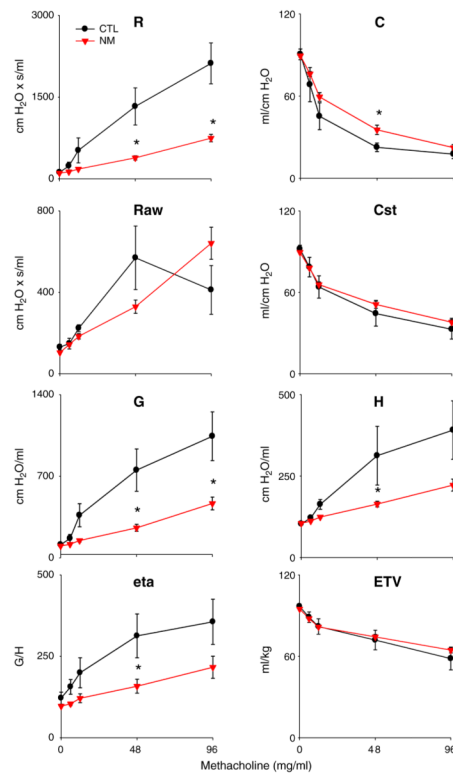 R
CTL
NM
3000
1500
0
cm H₂O x s/ml
*
*
C
120
60
0
ml/cm H₂O
*
Raw
800
400
0
cm H₂O x s/ml
Cst
120
60
0
ml/cm H₂O
G
1400
700
0
cm H₂O/ml
*
*
H
500
250
0
cm H₂O/ml
*
*
eta
500
250
0
G/H
*
0
48
96
ETV
120
60
0
ml/kg
0
48
96
Methacholine (mg/ml)